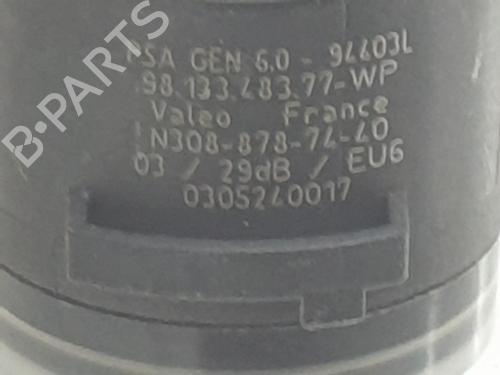 PSA GEN 6.0 - 94403L
98.133.483.77-WP
Valeo France
N308-878-74-40
03 / 29dB / EU6
0305240017
B-PARTS